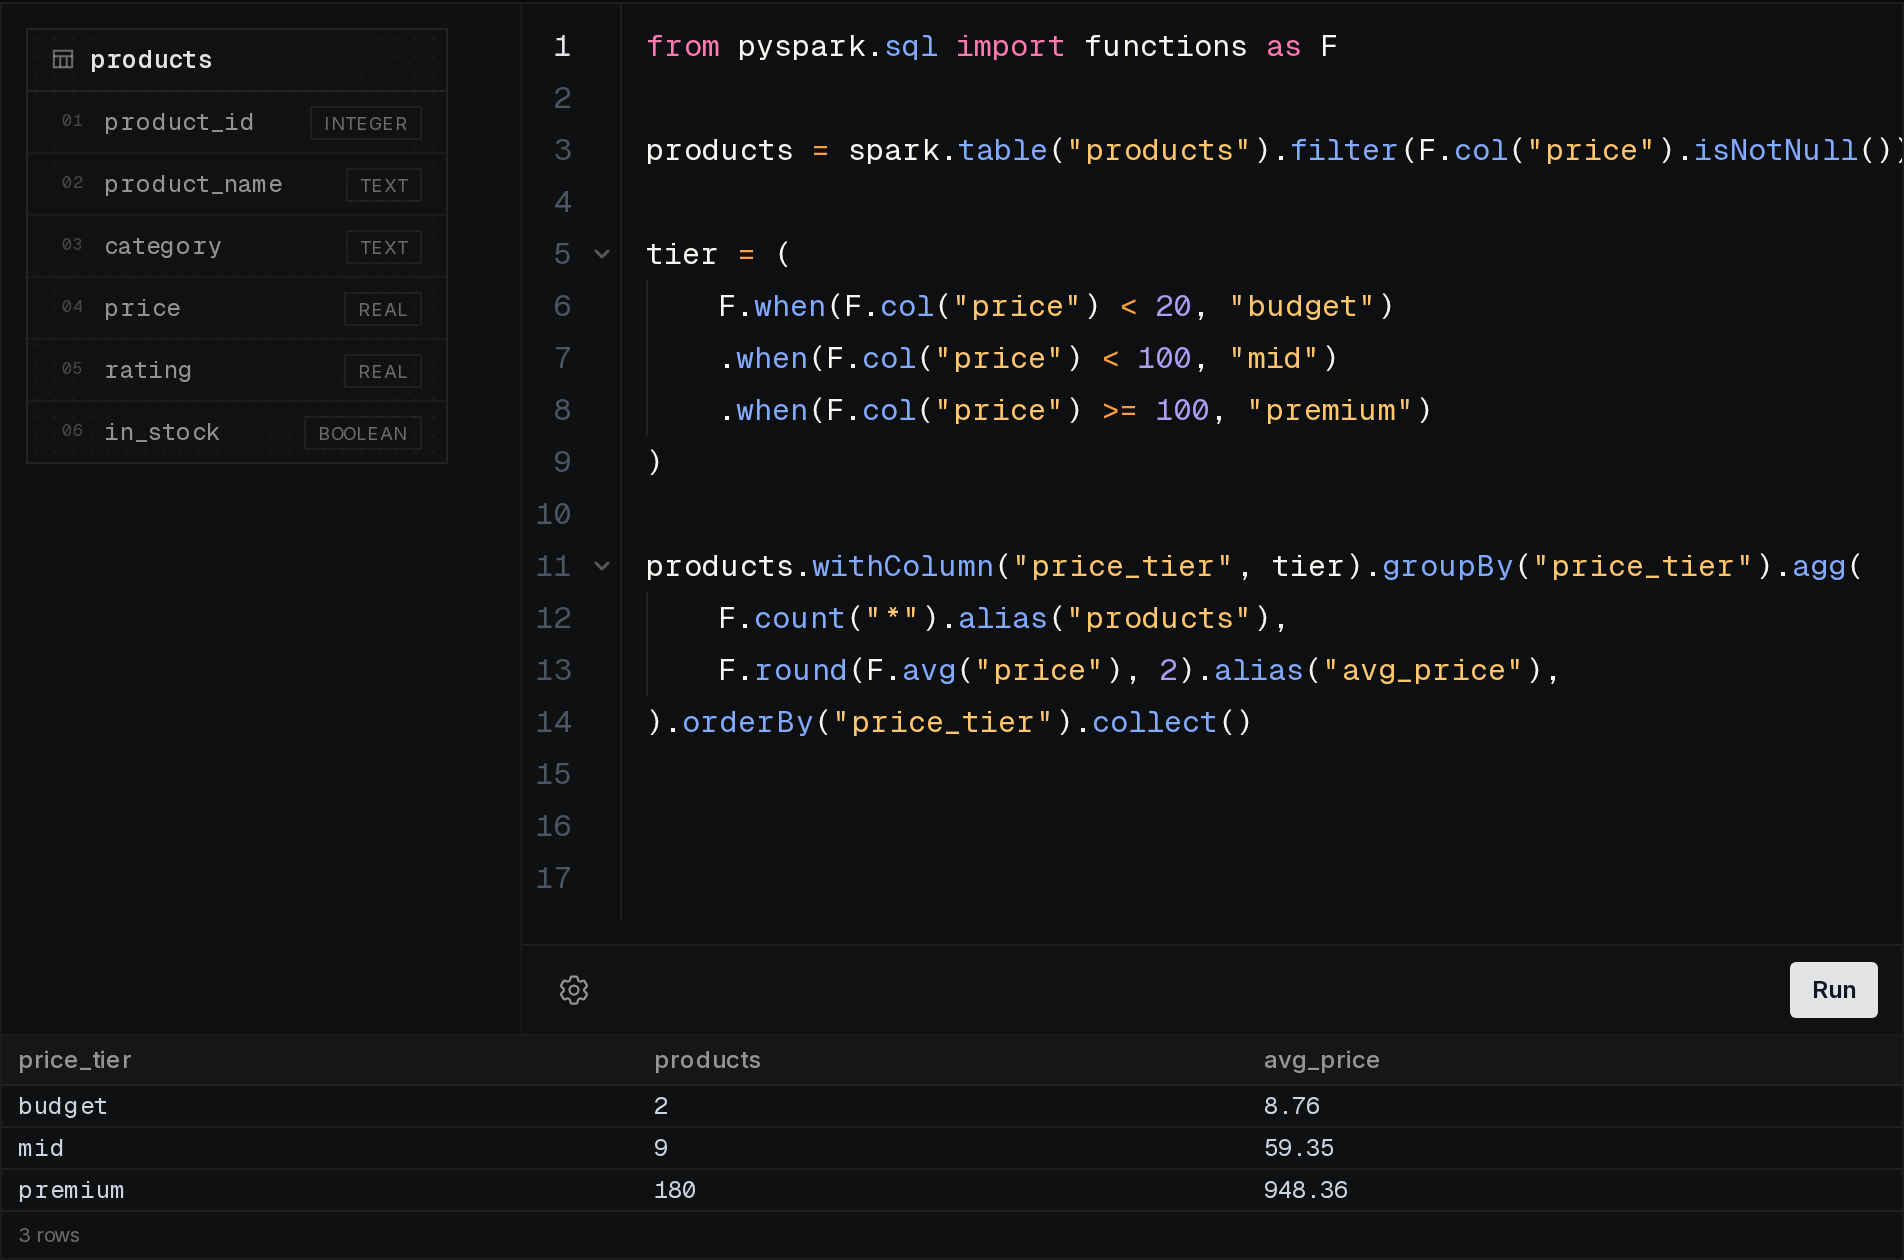 products
01 product_id INTEGER
02 product_name TEXT
03 category TEXT
04 price REAL
05 rating REAL
06 in_stock BOOLEAN
1 from pyspark.sql import functions as F
2
3 products = spark.table("products").filter(F.col("price").isNotNull())
4
5 tier = (
6     F.when(F.col("price") < 20, "budget")
7     .when(F.col("price") < 100, "mid")
8     .when(F.col("price") >= 100, "premium")
9 )
10
11 products.withColumn("price_tier", tier).groupBy("price_tier").agg(
12     F.count("*").alias("products"),
13     F.round(F.avg("price"), 2).alias("avg_price"),
14 ).orderBy("price_tier").collect()
15
16
17
Run
price_tier products avg_price
budget 2 8.76
mid 9 59.35
premium 180 948.36
3 rows